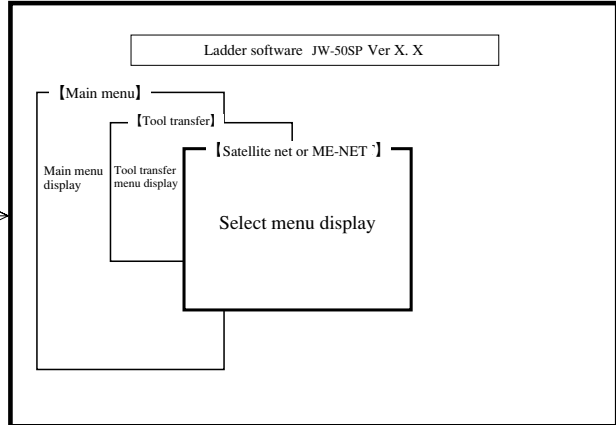 Ladder software JW-50SP Ver X. X
【Main menu】
【Tool transfer】
【Satellite net or ME-NET `】
Main menu
display
Tool transfer
menu display
Select menu display